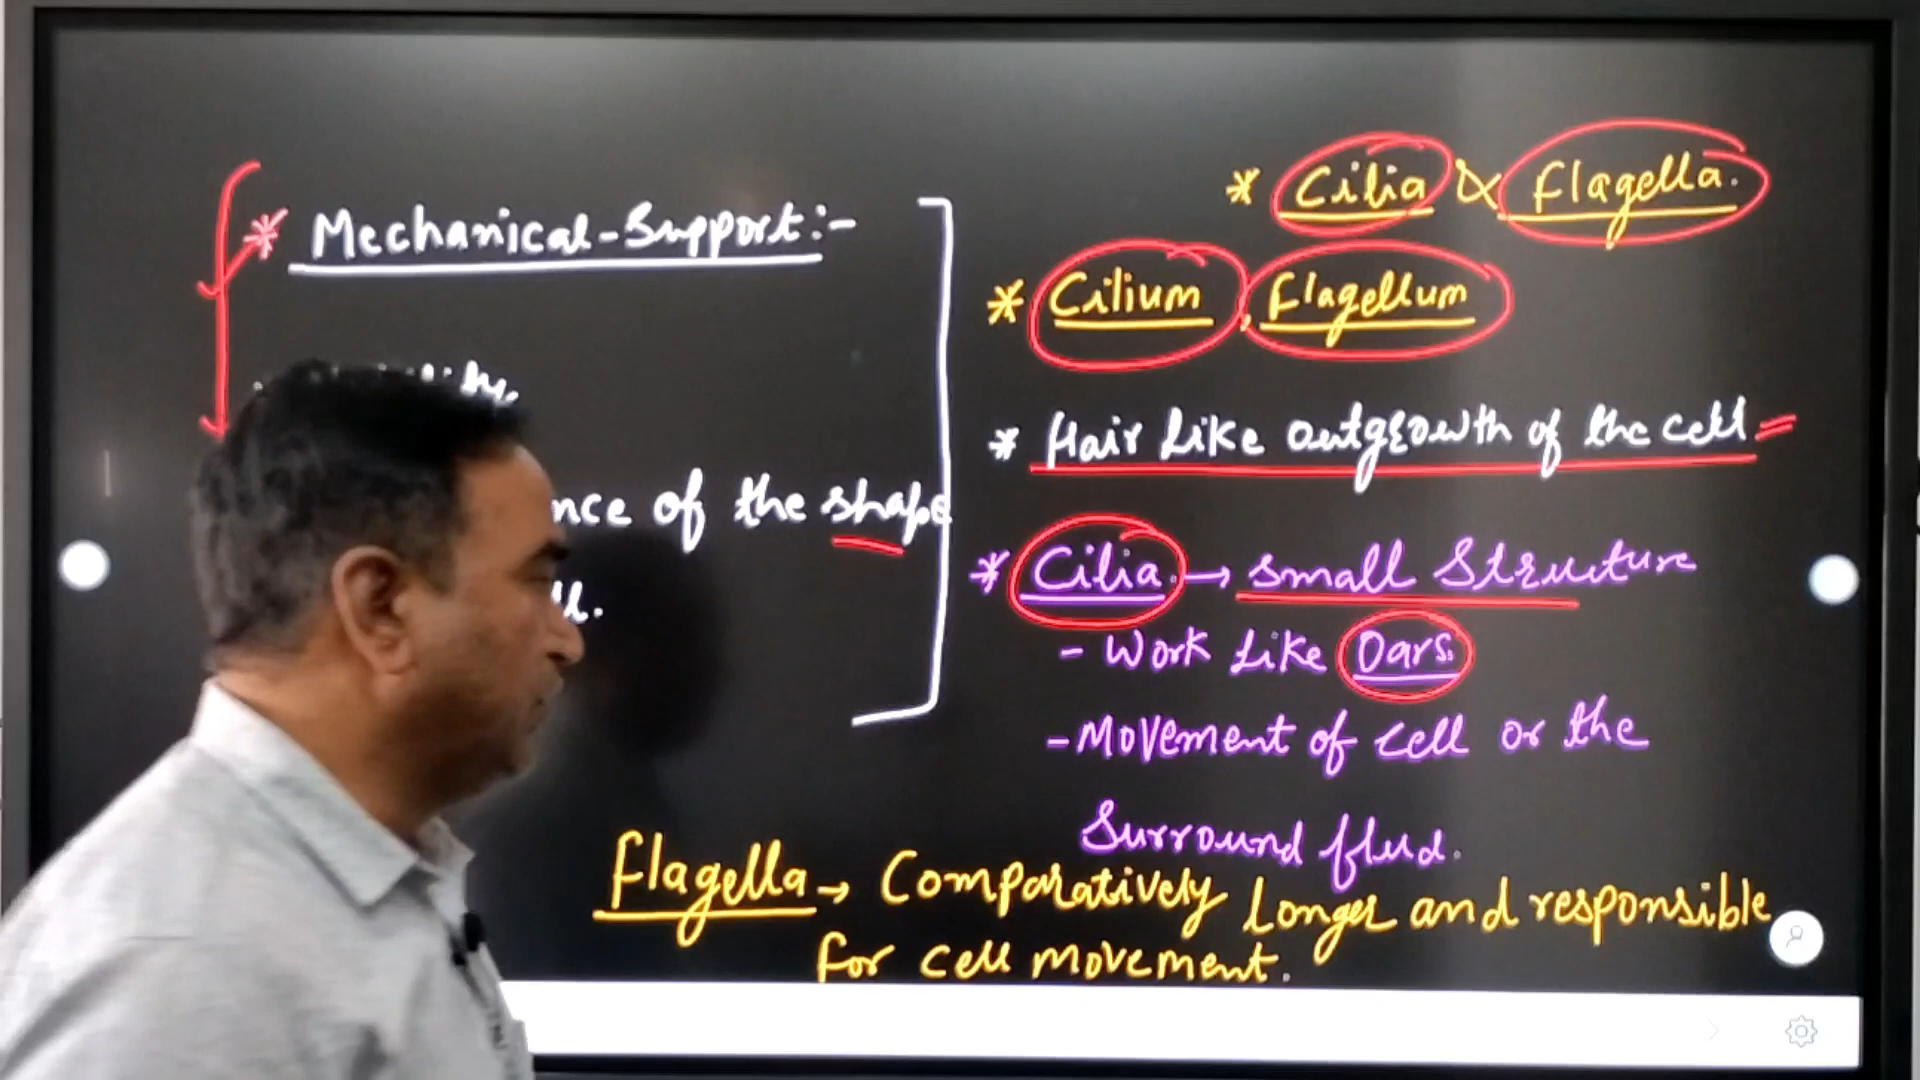 * Mechanical-Support:-
of the shape
* Cilia & Flagella.
* Cilium, Flagellum
* Hair Like outgrowth of the cell
* Cilia. → Small Structure
- Work Like Oars.
- Movement of cell or the
Surround flud.
Flagella → Comparatively Longer and responsible
for cell movement.